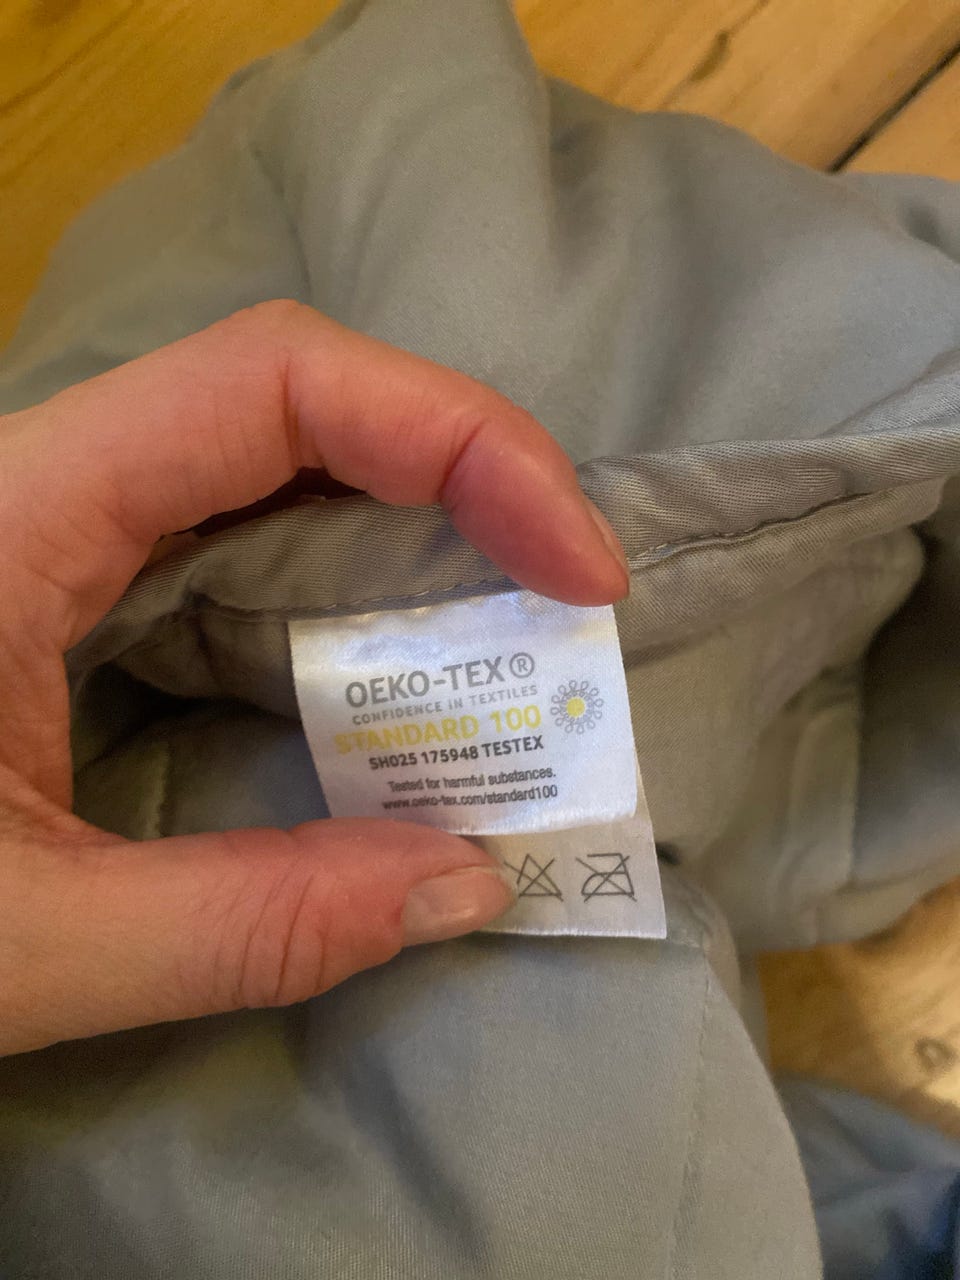 OEKO-TEX®
CONFIDENCE IN TEXTILES
STANDARD 100
SH025 175948 TESTEX
Tested for harmful substances.
www.oeko-tex.com/standard100